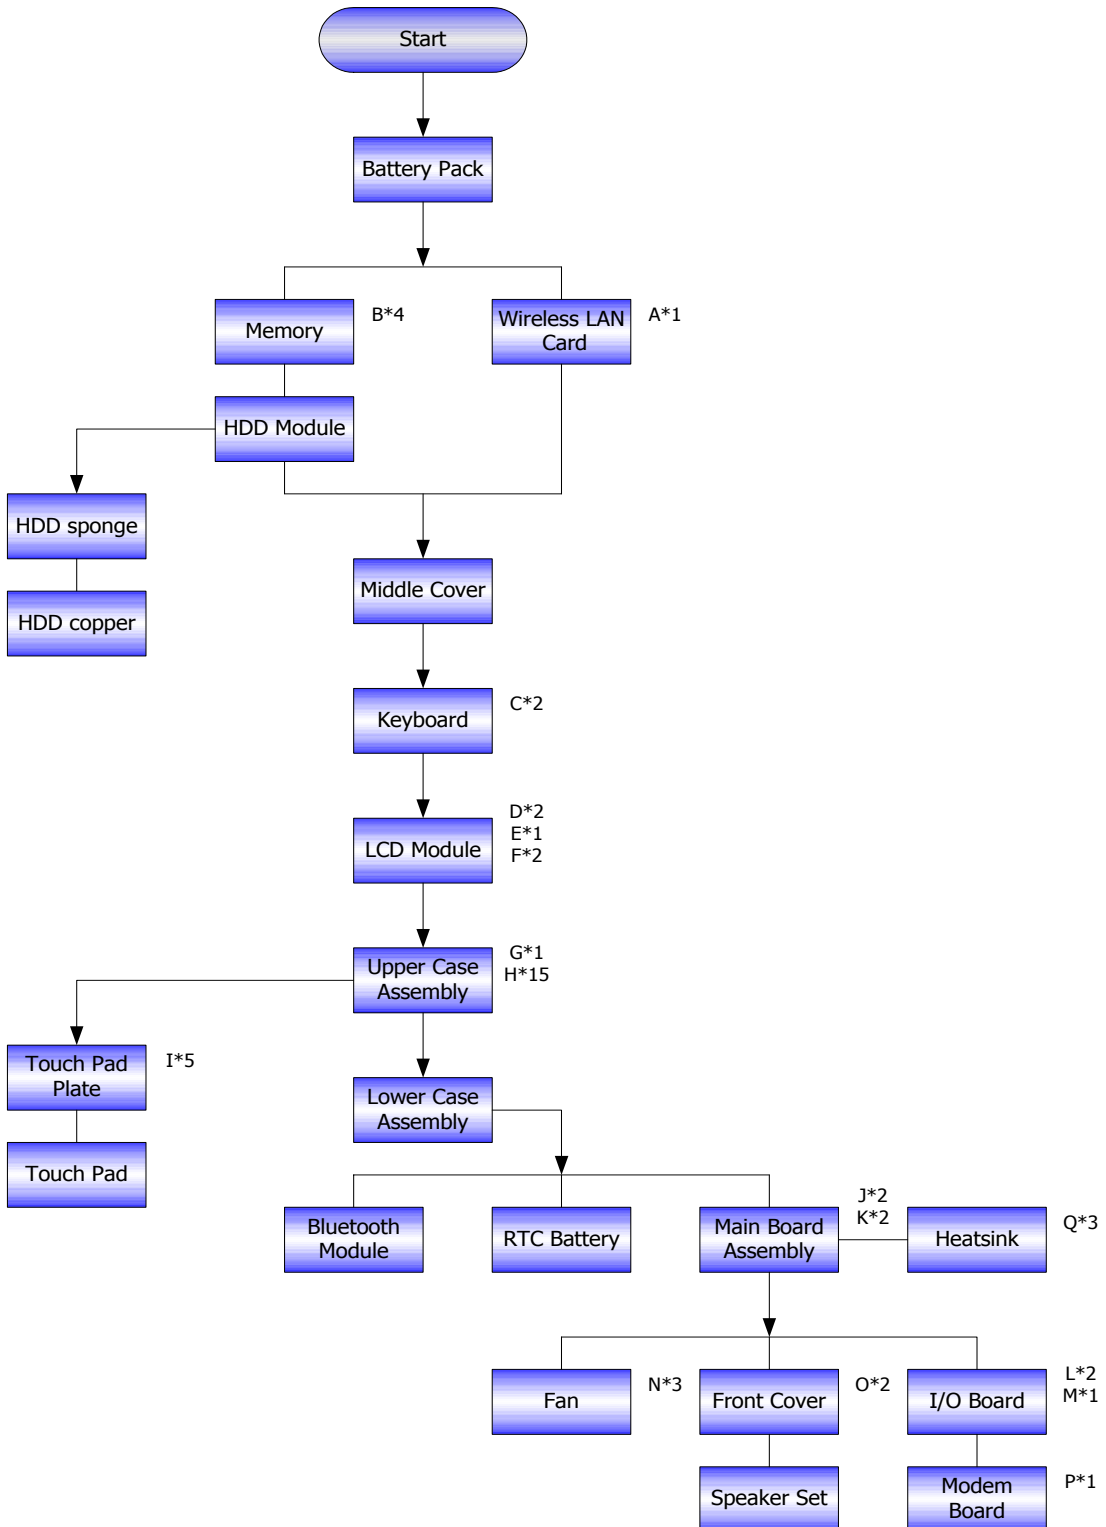 Start
Battery Pack
Memory
B*4
Wireless LAN
Card
A*1
HDD Module
HDD sponge
HDD copper
Middle Cover
Keyboard
C*2
LCD Module
D*2
E*1
F*2
Upper Case
Assembly
G*1
H*15
Touch Pad
Plate
I*5
Touch Pad
Lower Case
Assembly
Bluetooth
Module
RTC Battery
Main Board
Assembly
J*2
K*2
Heatsink
Q*3
Fan
N*3
Front Cover
O*2
I/O Board
L*2
M*1
Speaker Set
Modem
Board
P*1